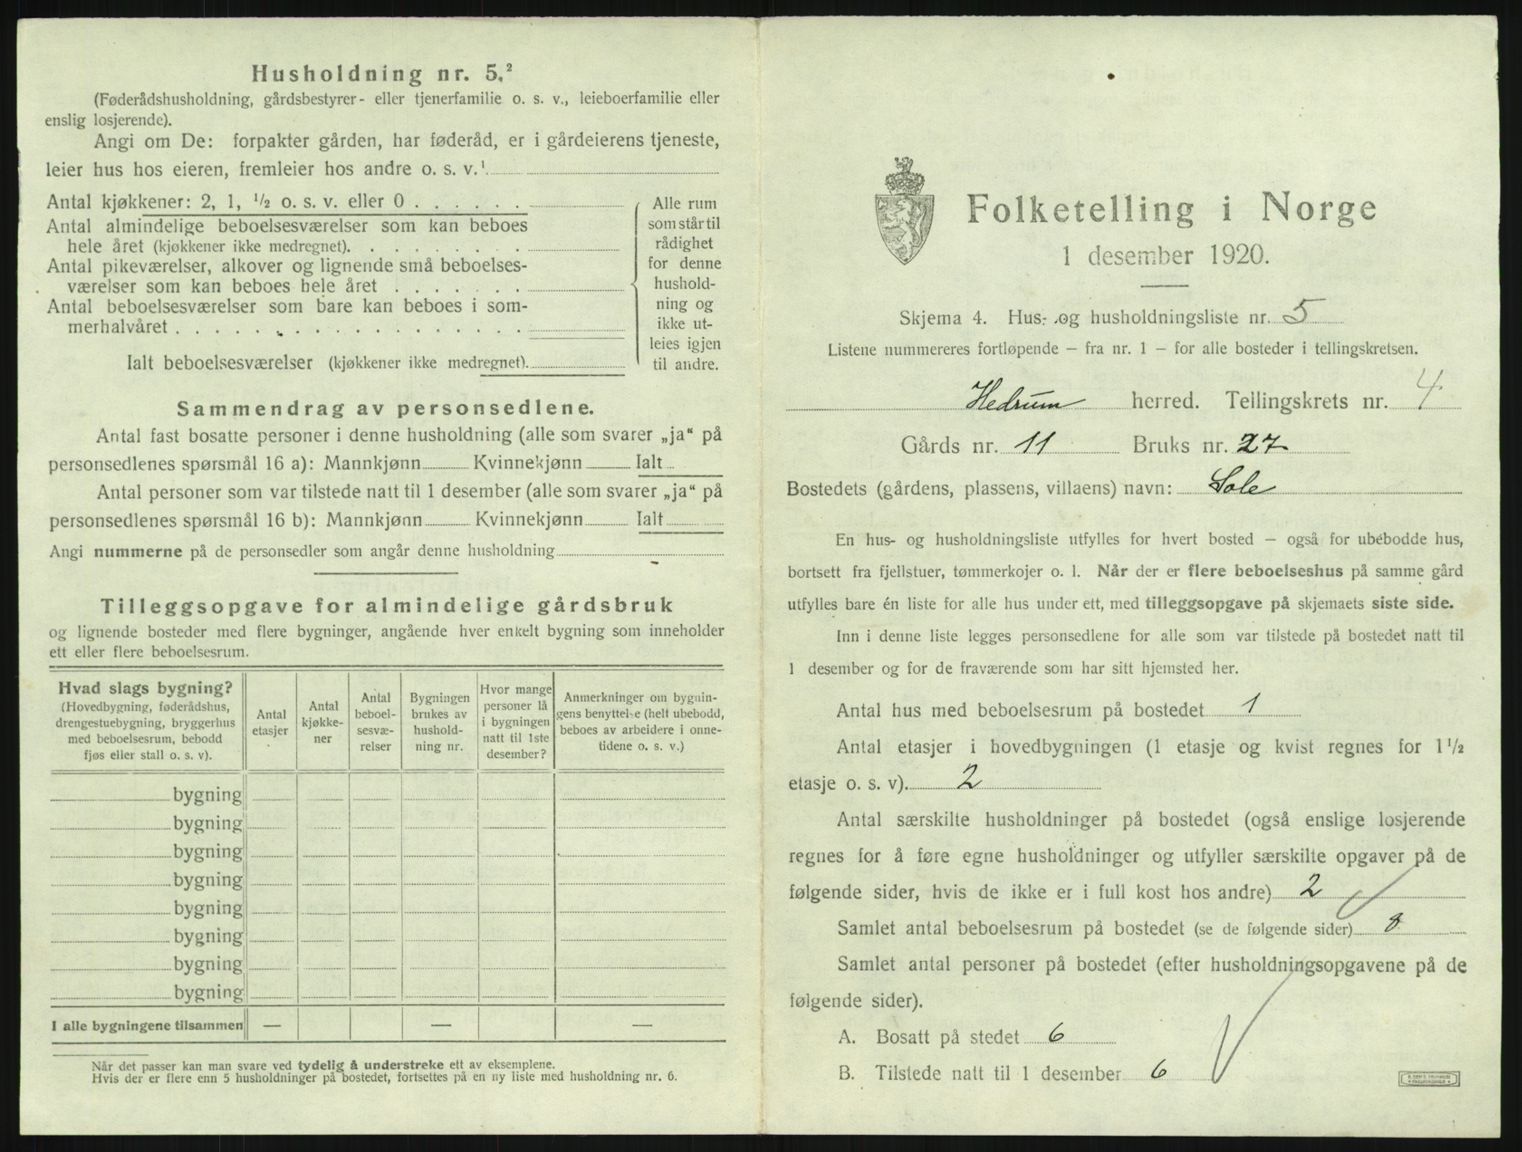 Husholdning nr. 5.²
(Føderådshusholdning, gårdsbestyrer- eller tjenerfamilie o. s. v., leieboerfamilie eller
enslig losjerende).
Angi om De: forpakter gården, har føderåd, er i gårdeierens tjeneste,
leier hus hos eieren, fremleier hos andre o. s. v.¹
Antal kjøkkener: 2, 1, ½ o. s. v. eller 0 . . . . . .
Antal almindelige beboelsesværelser som kan beboes
hele året (kjøkkener ikke medregnet). . . . . . . .
Antal pikeværelser, alkover og lignende små beboelses-
værelser som kan beboes hele året . . . . . . .
Antal beboelsesværelser som bare kan beboes i som-
merhalvåret . . . . . . . . . . . . . . . . .
Ialt beboelsesværelser (kjøkkener ikke medregnet).
Alle rum
som står til
rådighet
for denne
hushold-
ning og
ikke ut-
leies igjen
til andre.
Sammendrag av personsedlene.
Antal fast bosatte personer i denne husholdning (alle som svarer „ja“ på
personsedlenes spørsmål 16 a): Mannkjønn Kvinnekjønn Ialt
Antal personer som var tilstede natt til 1 desember (alle som svarer „ja“ på
personsedlenes spørsmål 16 b): Mannkjønn Kvinnekjønn Ialt
Angi nummerne på de personsedler som angår denne husholdning
Tilleggsopgave for almindelige gårdsbruk
og lignende bosteder med flere bygninger, angående hver enkelt bygning som inneholder
ett eller flere beboelsesrum.
Hvad slags bygning?
(Hovedbygning, føderådshus,
drengestuebygning, bryggerhus
med beboelsesrum, bebodd
fjøs eller stall o. s. v).
Antal
etasjer
Antal
kjøkke-
ner
Antal
beboel-
sesvæ-
relser
Bygningen
brukes av
hushold-
ning nr.
Hvor mange
personer lå
i bygningen
natt til 1ste
desember?
Anmerkninger om bygnin-
gens benyttelse (helt ubebodd,
beboes av arbeidere i onne-
tidene o. s. v.)
bygning
bygning
bygning
bygning
bygning
bygning
bygning
bygning
I alle bygningene tilsammen — — —
Når det passer kan man svare ved tydelig å understreke ett av eksemplene.
Hvis der er flere enn 5 husholdninger på bostedet, fortsettes på en ny liste med husholdning nr. 6.
Folketelling i Norge
1 desember 1920.
Skjema 4. Hus- og husholdningsliste nr. 5
Listene nummereres fortløpende — fra nr. 1 — for alle bosteder i tellingskretsen.
Hedrum herred. Tellingskrets nr. 4
Gårds nr. 11 Bruks nr. 27
Bostedets (gårdens, plassens, villaens) navn: Sole
En hus- og husholdningsliste utfylles for hvert bosted — også for ubebodde hus,
bortsett fra fjellstuer, tømmerkojer o. l. Når der er flere beboelseshus på samme gård
utfylles bare én liste for alle hus under ett, med tilleggsopgave på skjemaets siste side.
Inn i denne liste legges personsedlene for alle som var tilstede på bostedet natt til
1 desember og for de fraværende som har sitt hjemsted her.
Antal hus med beboelsesrum på bostedet 1
Antal etasjer i hovedbygningen (1 etasje og kvist regnes for 1½
etasje o. s. v). 2
Antal særskilte husholdninger på bostedet (også enslige losjerende
regnes for å føre egne husholdninger og utfyller særskilte opgaver på de
følgende sider, hvis de ikke er i full kost hos andre) 2
Samlet antal beboelsesrum på bostedet (se de følgende sider) 8
Samlet antal personer på bostedet (efter husholdningsopgavene på de
følgende sider).
A. Bosatt på stedet 6
B. Tilstede natt til 1 desember 6